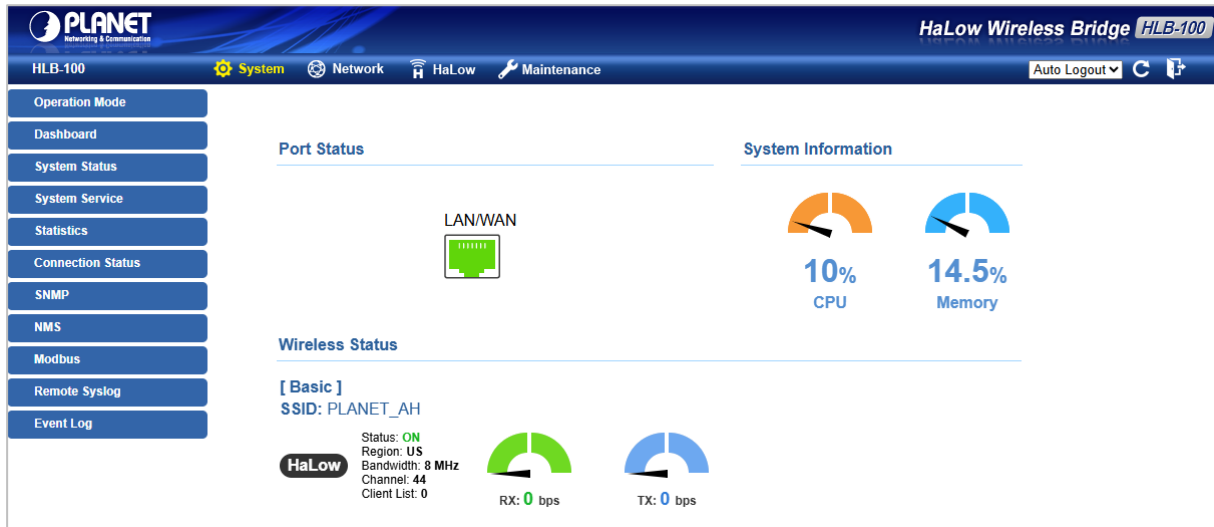 PLANET
Networking & Communication
HaLow Wireless Bridge HLB-100
HLB-100
System
Network
HaLow
Maintenance
Auto Logout
Operation Mode
Dashboard
System Status
System Service
Statistics
Connection Status
SNMP
NMS
Modbus
Remote Syslog
Event Log
Port Status
LAN/WAN
System Information
10%
CPU
14.5%
Memory
Wireless Status
[ Basic ]
SSID: PLANET_AH
HaLow
Status: ON
Region: US
Bandwidth: 8 MHz
Channel: 44
Client List: 0
RX: 0 bps
TX: 0 bps